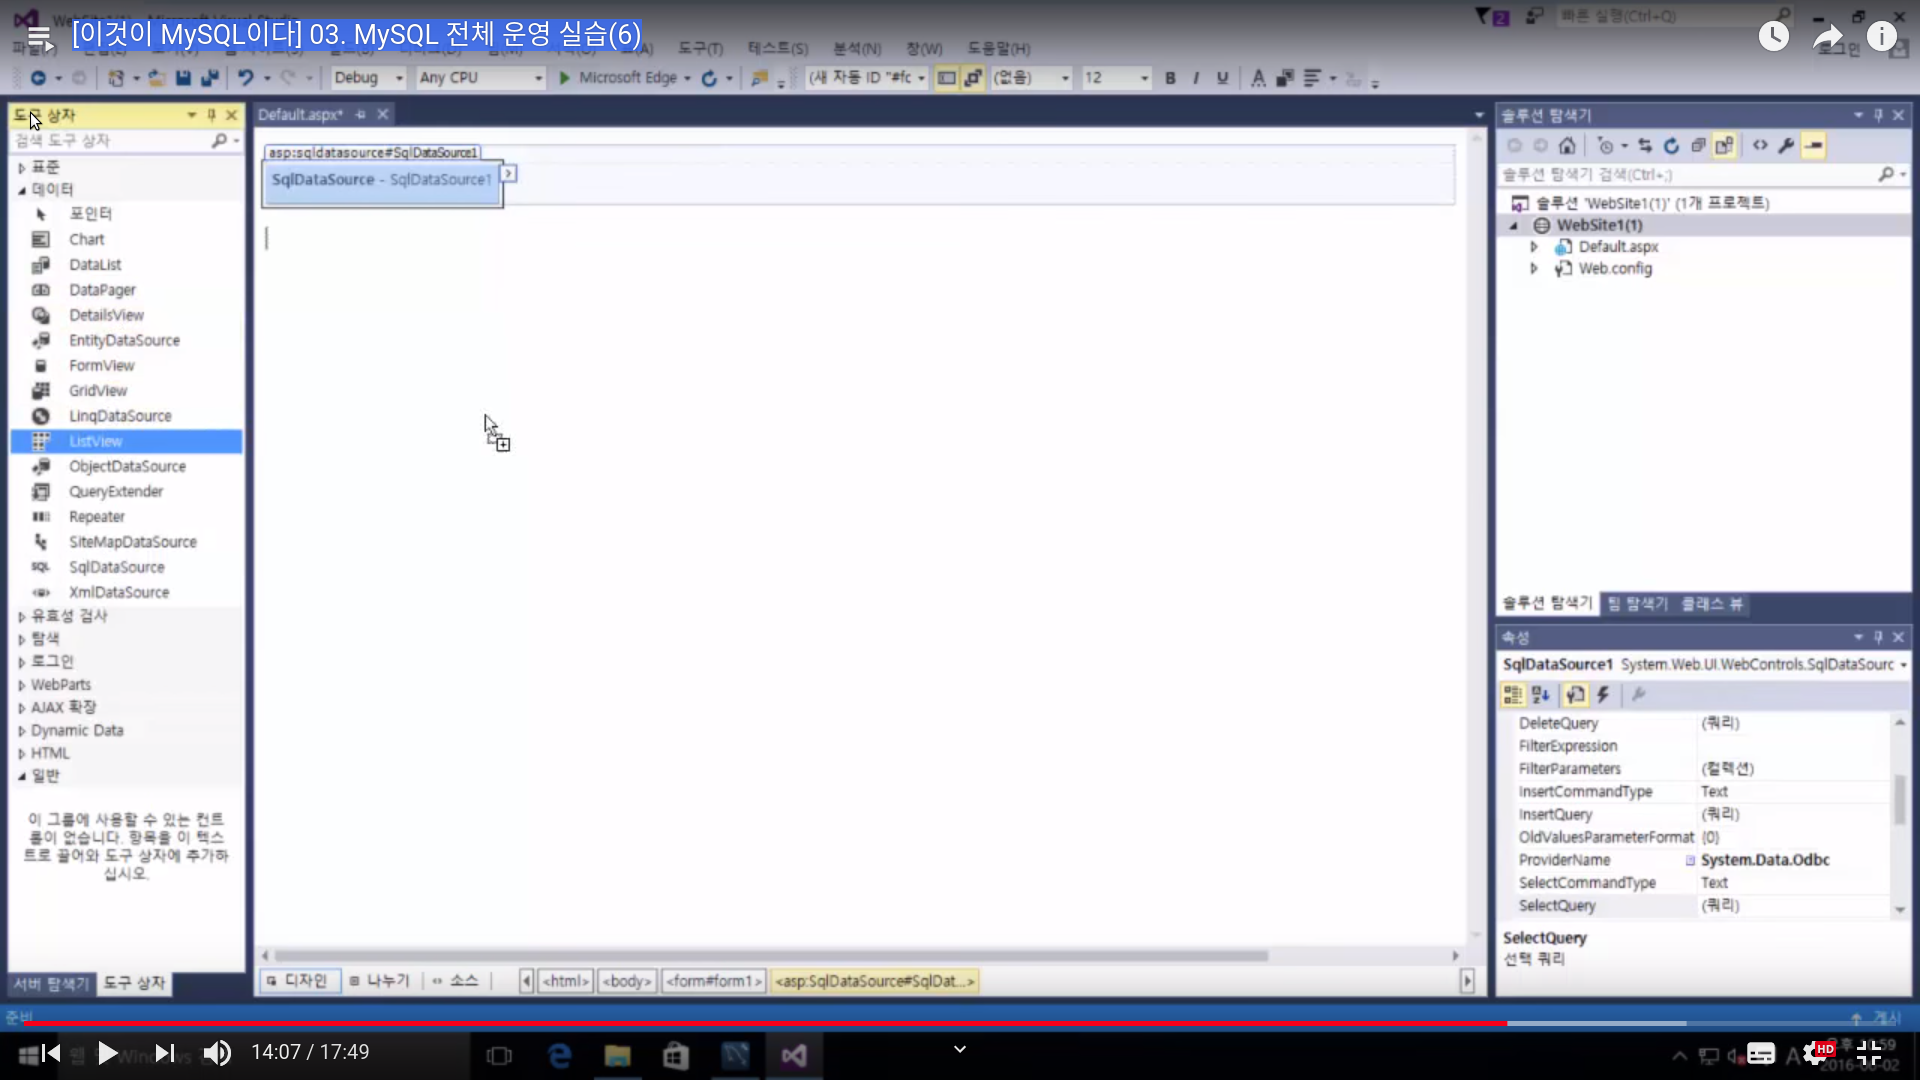 [이것이 MySQL이다] 03. MySQL 전체 운영 실습(6)
빠른 실행(Ctrl+Q)
도구(T) 테스트(S) 분석(N) 창(W) 도움말(H)
로그인
Debug Any CPU Microsoft Edge (새 자동 ID "#fc (없음) 12 B I U A
도구 상자
검색 도구 상자
표준
데이터
포인터
Chart
DataList
DataPager
DetailsView
EntityDataSource
FormView
GridView
LinqDataSource
ListView
ObjectDataSource
QueryExtender
Repeater
SiteMapDataSource
SQL SqlDataSource
XmlDataSource
유효성 검사
탐색
로그인
WebParts
AJAX 확장
Dynamic Data
HTML
일반
이 그룹에 사용할 수 있는 컨트
롤이 없습니다. 항목을 이 텍스
트로 끌어와 도구 상자에 추가하
십시오.
서버 탐색기 도구 상자
Default.aspx*
asp:sqldatasource#SqlDataSource1
SqlDataSource - SqlDataSource1
디자인 나누기 소스 <html> <body> <form#form1> <asp:SqlDataSource#SqlDat...>
솔루션 탐색기
솔루션 탐색기 검색(Ctrl+;)
솔루션 'WebSite1(1)' (1개 프로젝트)
WebSite1(1)
Default.aspx
Web.config
솔루션 탐색기 팀 탐색기 클래스 뷰
속성
SqlDataSource1 System.Web.UI.WebControls.SqlDataSourc
DeleteQuery (쿼리)
FilterExpression
FilterParameters (컬렉션)
InsertCommandType Text
InsertQuery (쿼리)
OldValuesParameterFormat {0}
ProviderName System.Data.Odbc
SelectCommandType Text
SelectQuery (쿼리)
SelectQuery
선택 쿼리
준비
게시
14:07 / 17:49
HD